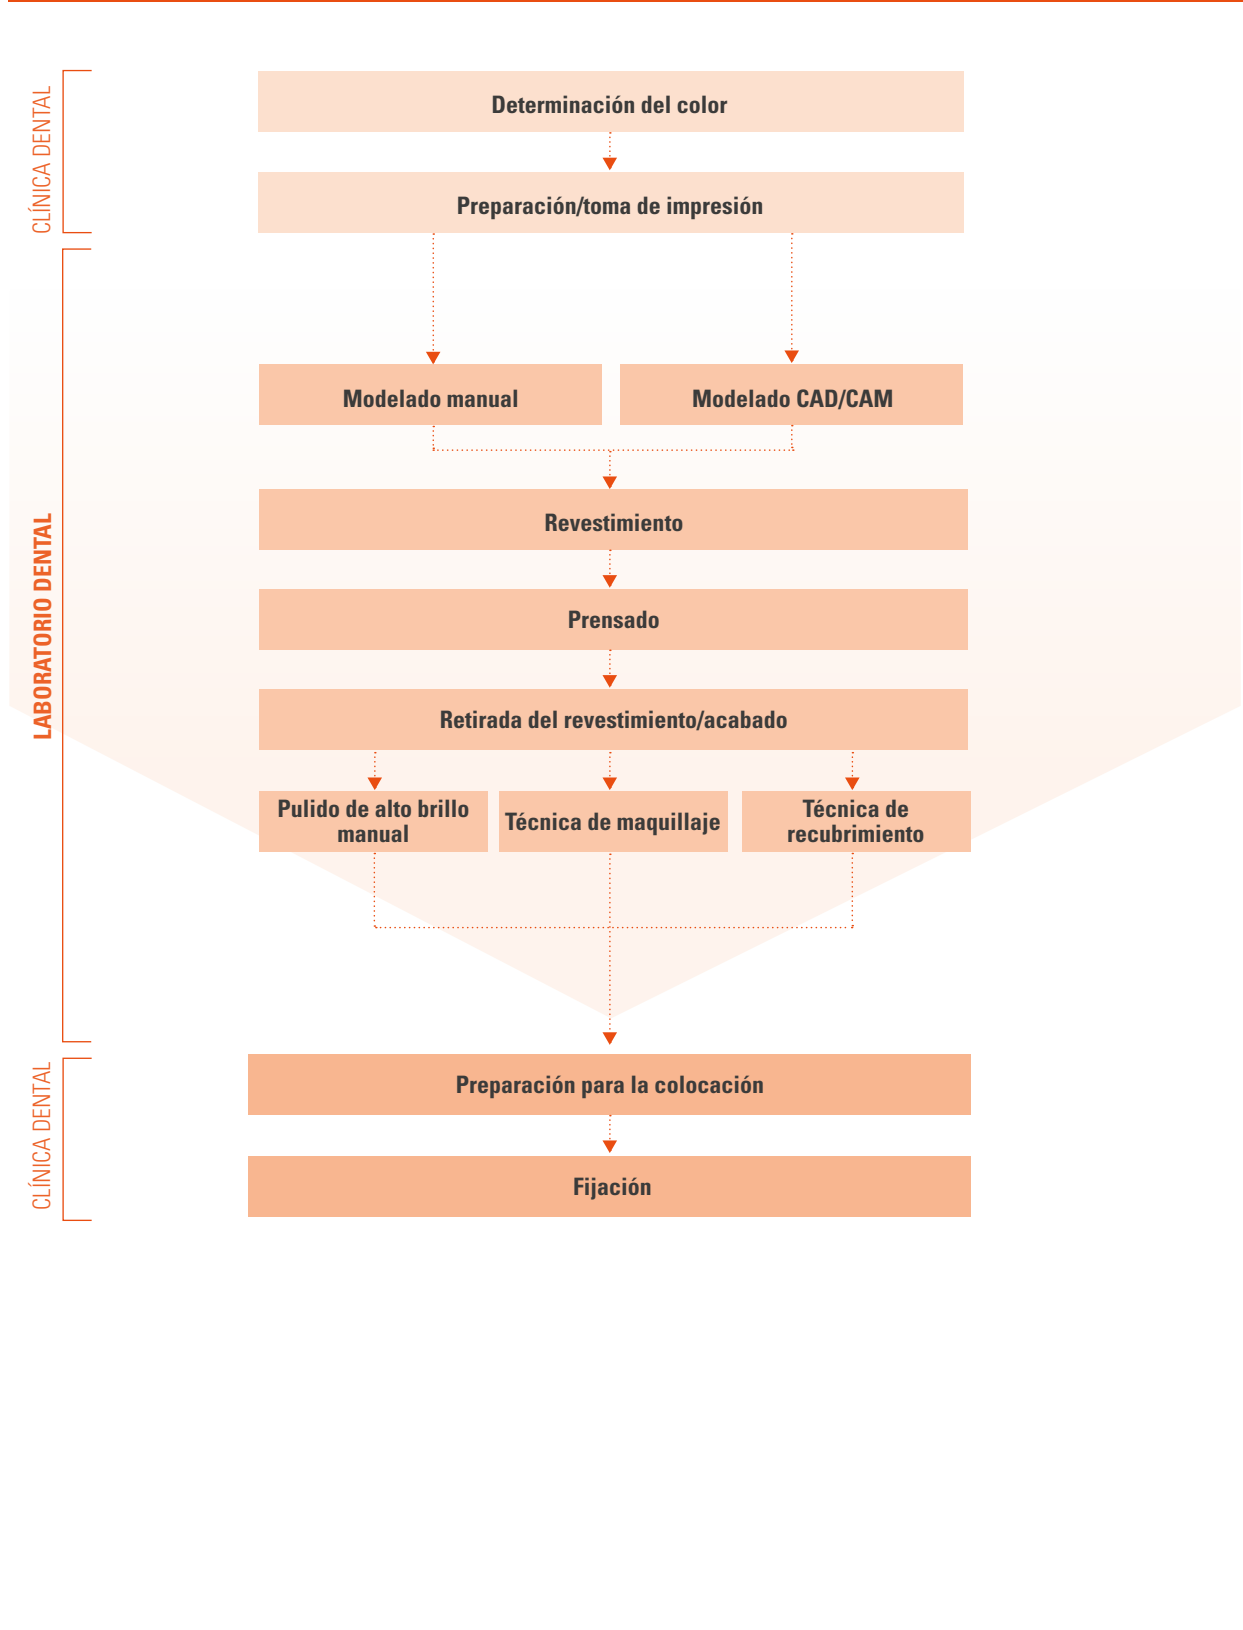 CLÍNICA DENTAL
Determinación del color
Preparación/toma de impresión
LABORATORIO DENTAL
Modelado manual
Modelado CAD/CAM
Revestimiento
Prensado
Retirada del revestimiento/acabado
Pulido de alto brillo
manual
Técnica de maquillaje
Técnica de
recubrimiento
CLÍNICA DENTAL
Preparación para la colocación
Fijación